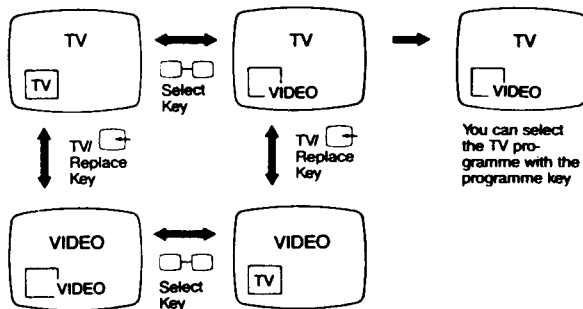 TV
TV
Select
Key
TV
VIDEO
TV
VIDEO
You can select
the TV pro-
gramme with the
programme key
TV/
Replace
Key
TV/
Replace
Key
VIDEO
VIDEO
Select
Key
VIDEO
TV